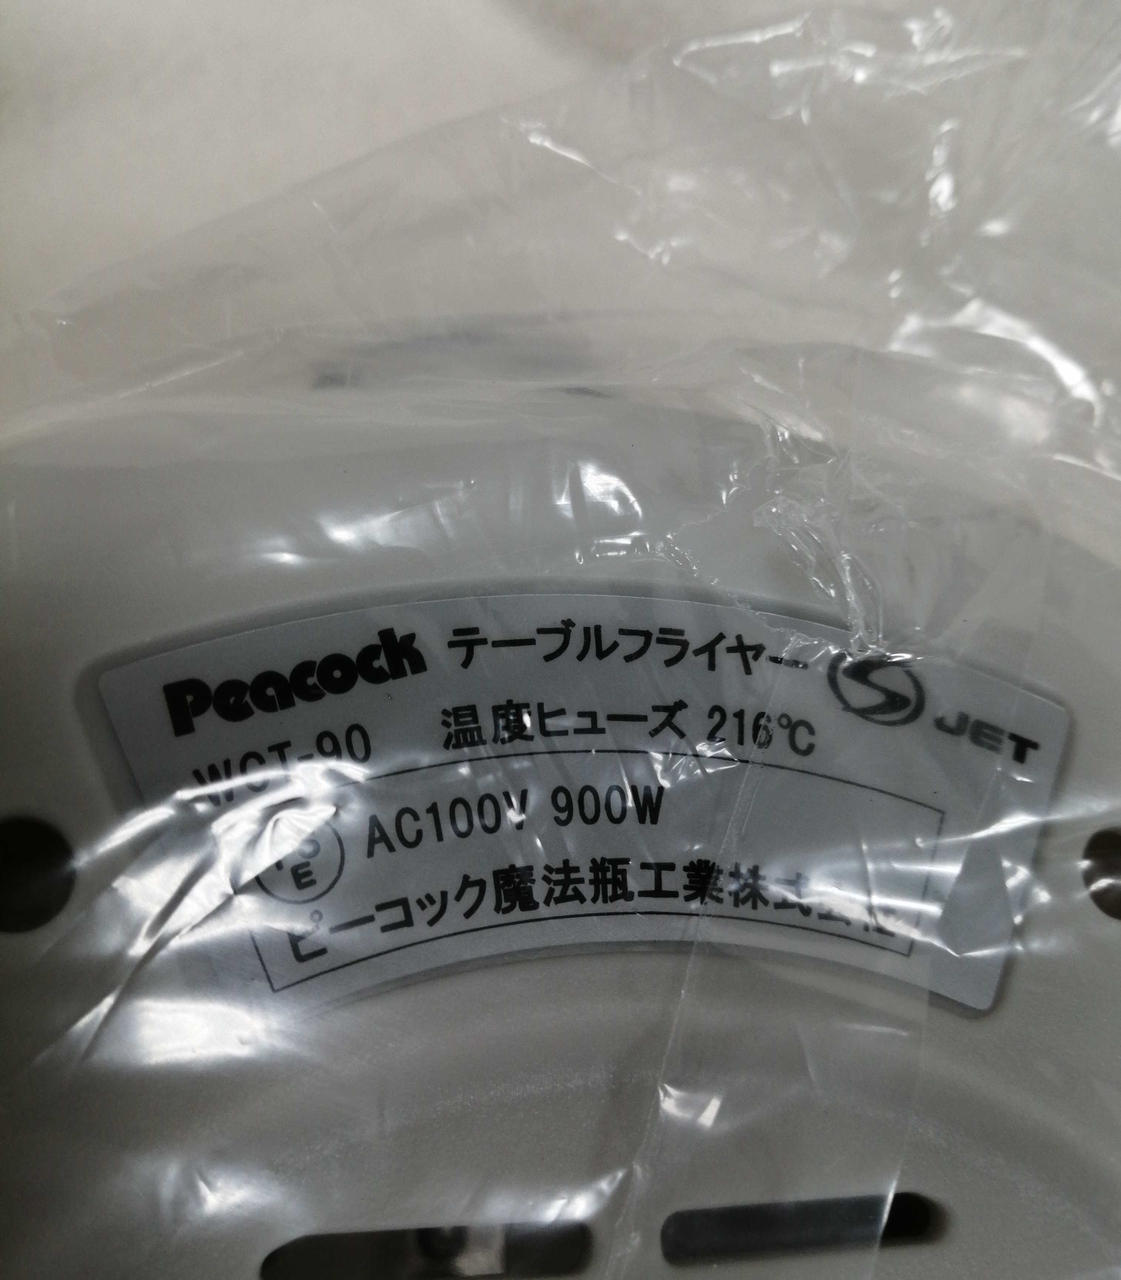 Peacock テーブルフライヤー S JET
WCT-90 温度ヒューズ 216℃
PSE AC100V 900W
ピーコック魔法瓶工業株式会社